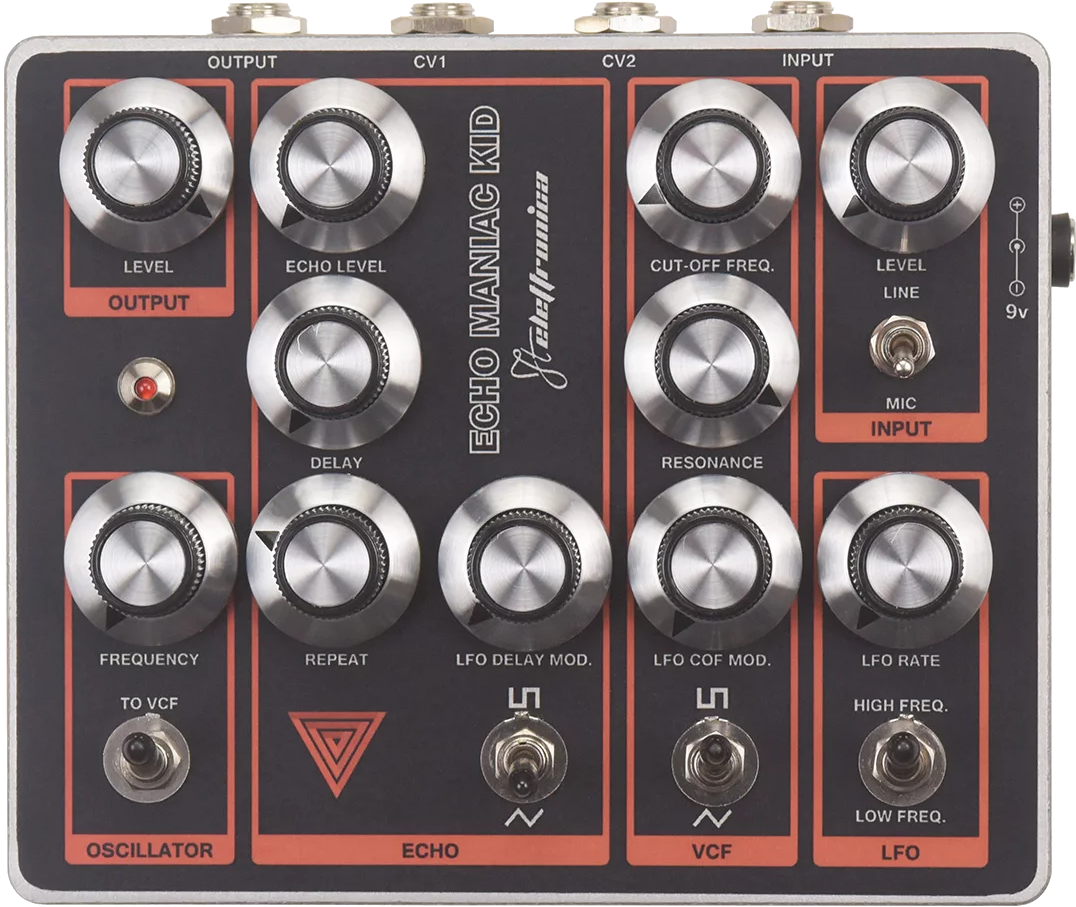 OUTPUT
CV1
CV2
INPUT
LEVEL
OUTPUT
ECHO LEVEL
DELAY
ECHO MANIAC KID
CUT-OFF FREQ.
RESONANCE
LEVEL
LINE
MIC
INPUT
9v
FREQUENCY
TO VCF
OSCILLATOR
REPEAT
LFO DELAY MOD.
ECHO
LFO COF MOD.
VCF
LFO RATE
HIGH FREQ.
LOW FREQ.
LFO